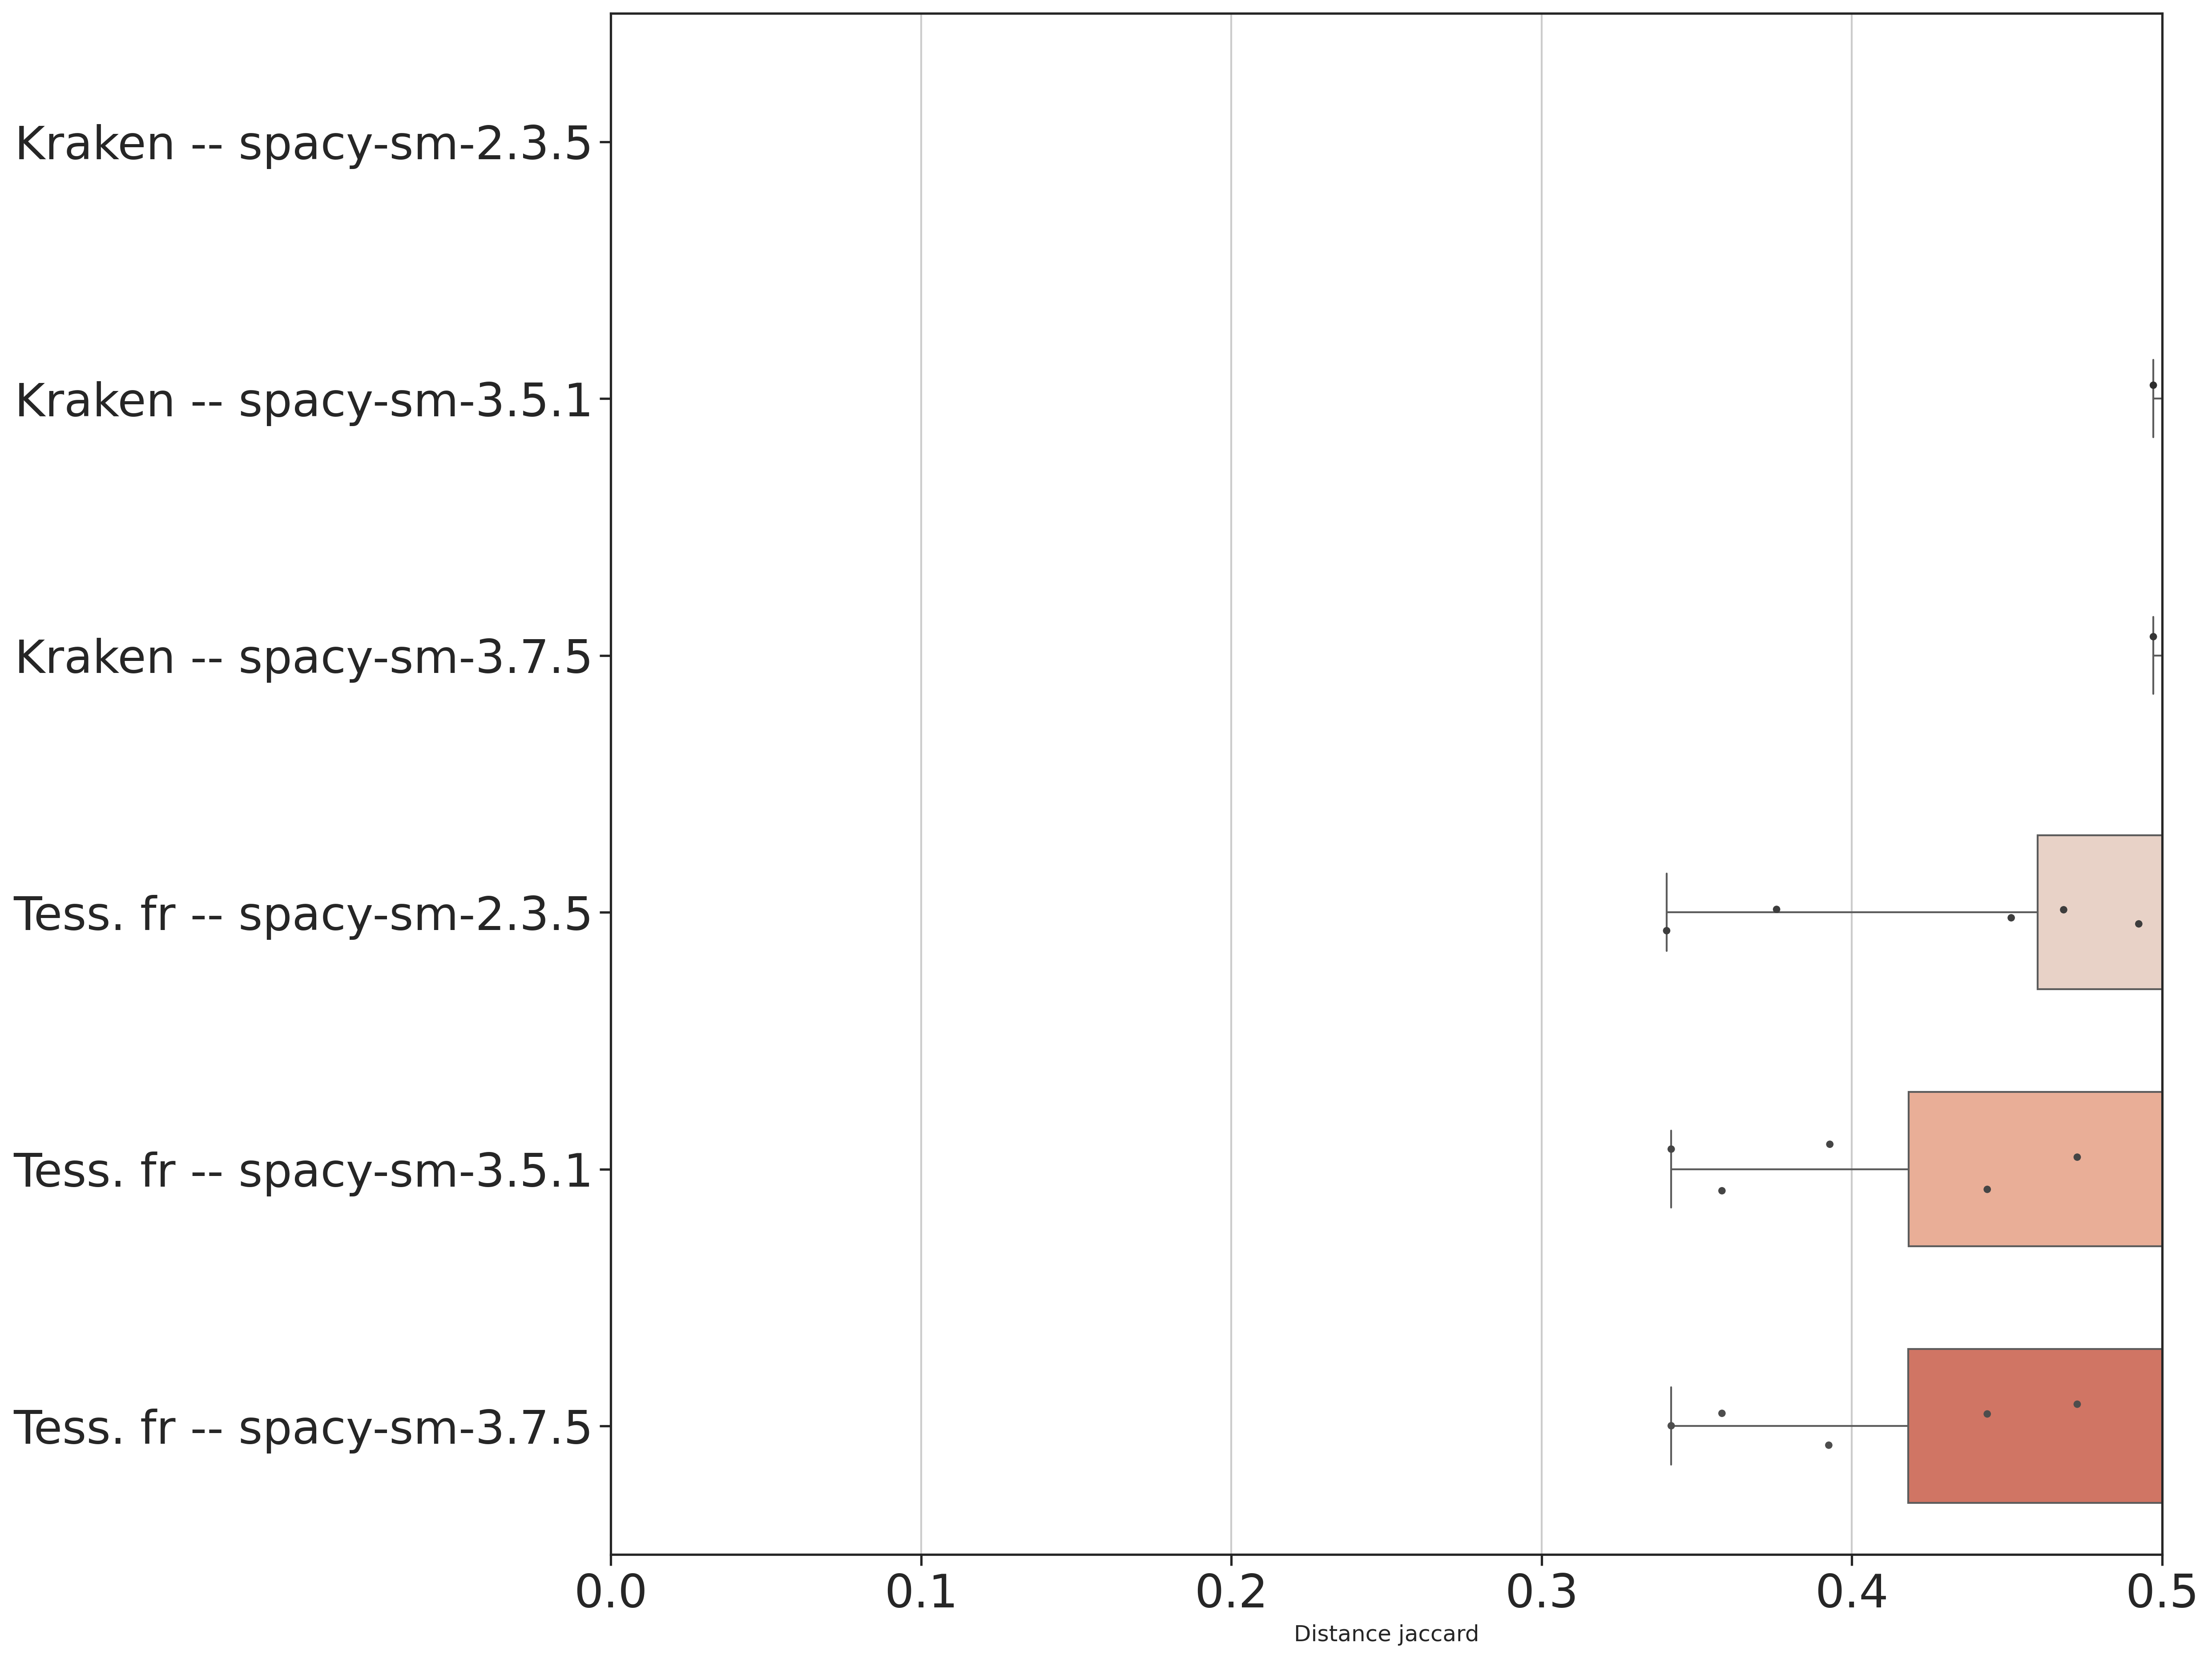 Kraken -- spacy-sm-2.3.5
Kraken -- spacy-sm-3.5.1
Kraken -- spacy-sm-3.7.5
Tess. fr -- spacy-sm-2.3.5
Tess. fr -- spacy-sm-3.5.1
Tess. fr -- spacy-sm-3.7.5
0.0 0.1 0.2 0.3 0.4 0.5
Distance jaccard